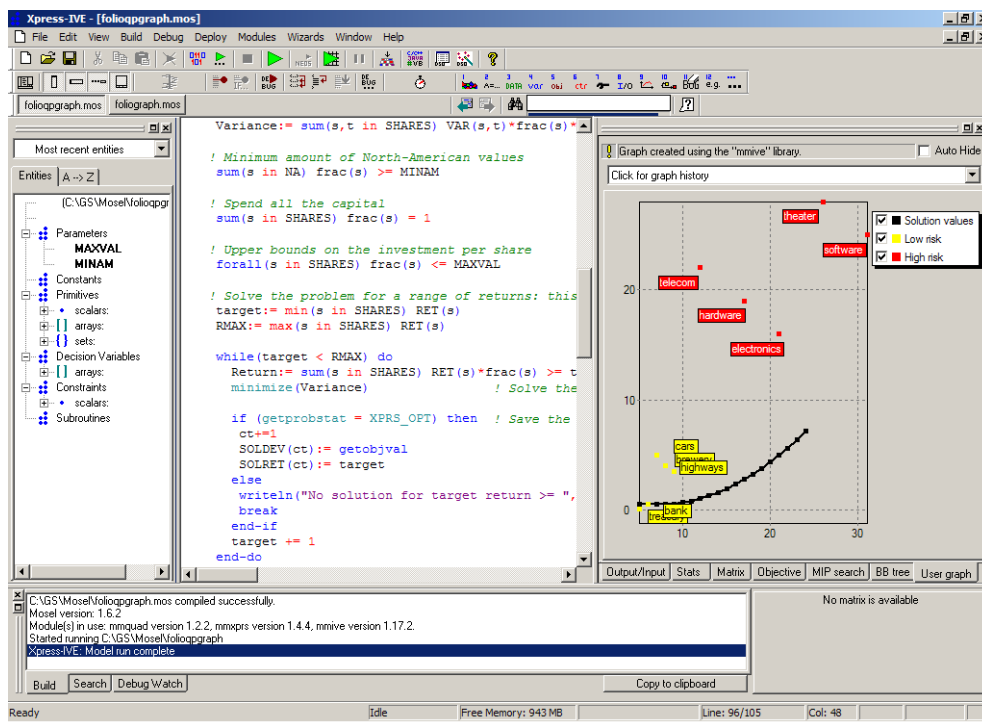 Xpress-IVE - [folioqpgraph.mos]
File Edit View Build Debug Deploy Modules Wizards Window Help
folioqpgraph.mos foliograph.mos
Most recent entities
Entities A --> Z
(C:\GS\Mosel\folioqpgr
Parameters
MAXVAL
MINAM
Constants
Primitives
scalars:
arrays:
sets:
Decision Variables
arrays:
Constraints
scalars:
Subroutines
Variance:= sum(s,t in SHARES) VAR(s,t)*frac(s)*
! Minimum amount of North-American values
sum(s in NA) frac(s) >= MINAM
! Spend all the capital
sum(s in SHARES) frac(s) = 1
! Upper bounds on the investment per share
forall(s in SHARES) frac(s) <= MAXVAL
! Solve the problem for a range of returns: this
target:= min(s in SHARES) RET(s)
RMAX:= max(s in SHARES) RET(s)
while(target < RMAX) do
Return:= sum(s in SHARES) RET(s)*frac(s) >= t
minimize(Variance) ! Solve the
if (getprobstat = XPRS_OPT) then ! Save the
ct+=1
SOLDEV(ct):= getobjval
SOLRET(ct):= target
else
writeln("No solution for target return >= ",
break
end-if
target += 1
end-do
Graph created using the "mmive" library.
Auto Hide
Click for graph history
theater
software
telecom
hardware
electronics
cars
brewery
highways
treasury
bank
Solution values
Low risk
High risk
20
10
0
10 20 30
Output/Input Stats Matrix Objective MIP search BB tree User graph
C:\GS\Mosel\folioqpgraph.mos compiled successfully.
Mosel version: 1.6.2
Module(s) in use: mmquad version 1.2.2, mmxprs version 1.4.4, mmive version 1.17.2.
Started running C:\GS\Mosel\folioqpgraph
Xpress-IVE: Model run complete
Build Search Debug Watch
Copy to clipboard
No matrix is available
Ready Idle Free Memory: 943 MB Line: 96/105 Col: 48